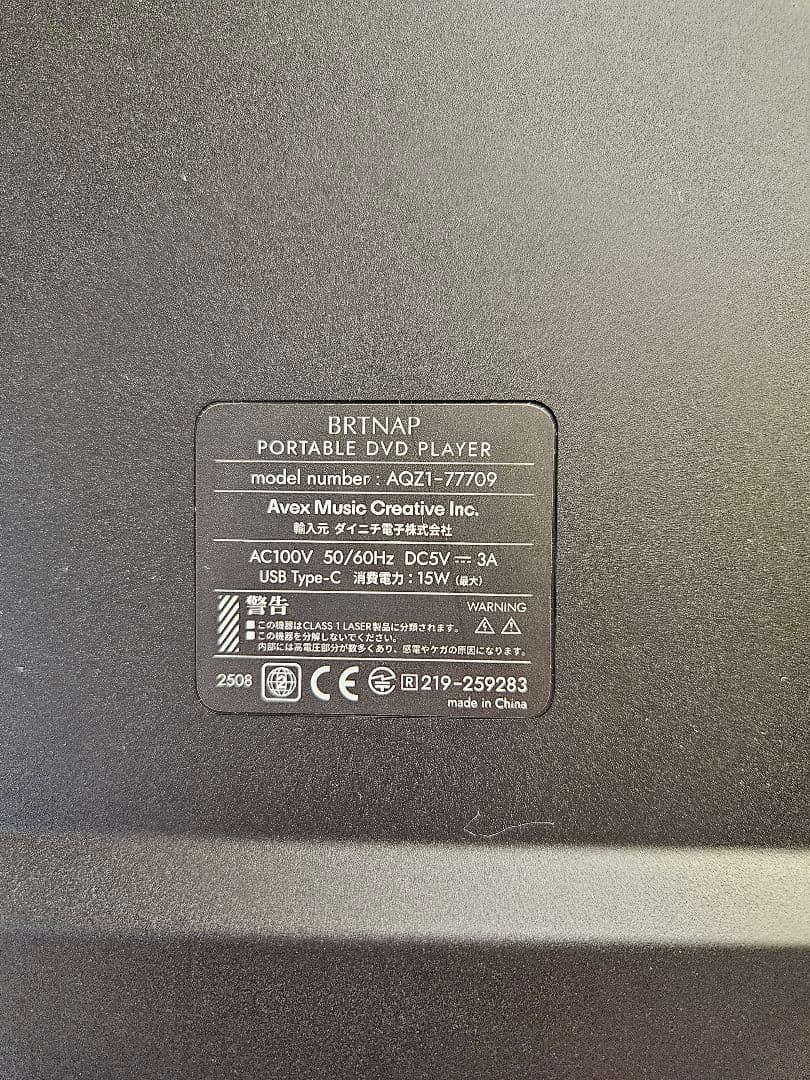 BRTNAP
PORTABLE DVD PLAYER
model number : AQZ1-77709
Avex Music Creative Inc.
輸入元 ダイニチ電子株式会社
AC100V 50/60Hz DC5V ⎓ 3A
USB Type-C 消費電力 : 15W (最大)
警告 WARNING
■ この機器はCLASS 1 LASER製品に分類されます。
■ この機器を分解しないでください。
内部には高電圧部分が数多くあり、感電やケガの原因になります。
2508 2 CE R 219-259283
made in China